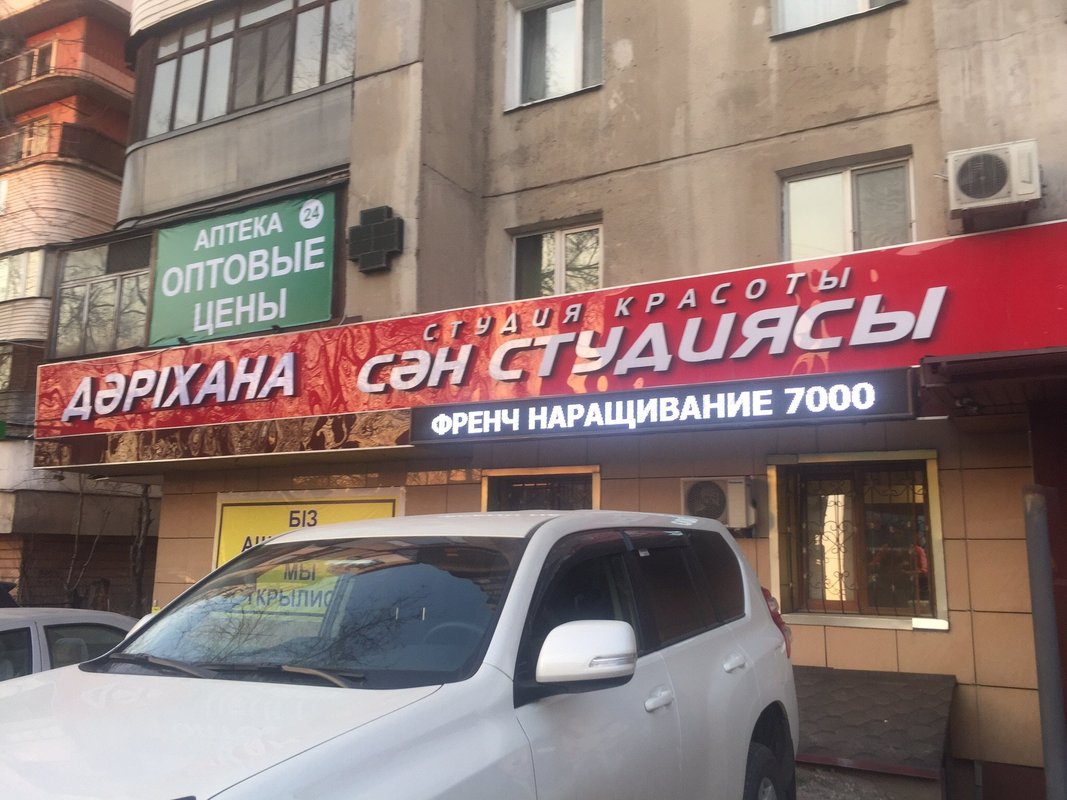 АПТЕКА 24
ОПТОВЫЕ
ЦЕНЫ
СТУДИЯ КРАСОТЫ
ДӘРІХАНА СӘН СТУДИЯСЫ
ФРЕНЧ НАРАЩИВАНИЕ 7000
БІЗ
МЫ